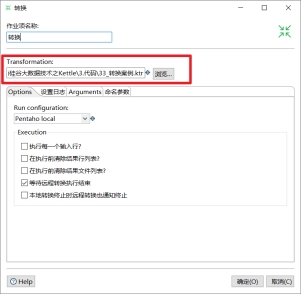 转换
作业项名称:
转换
Transformation:
硅谷大数据技术之Kettle\3.代码\33_转换案例.ktr
浏览...
Options 设置日志 Arguments 命名参数
Run configuration:
Pentaho local
Execution
执行每一个输入行?
在执行前清除结果行列表?
在执行前清除结果文件列表?
等待远程转换执行结束
本地转换终止时远程转换也通知终止
Help 确定(O) 取消(C)